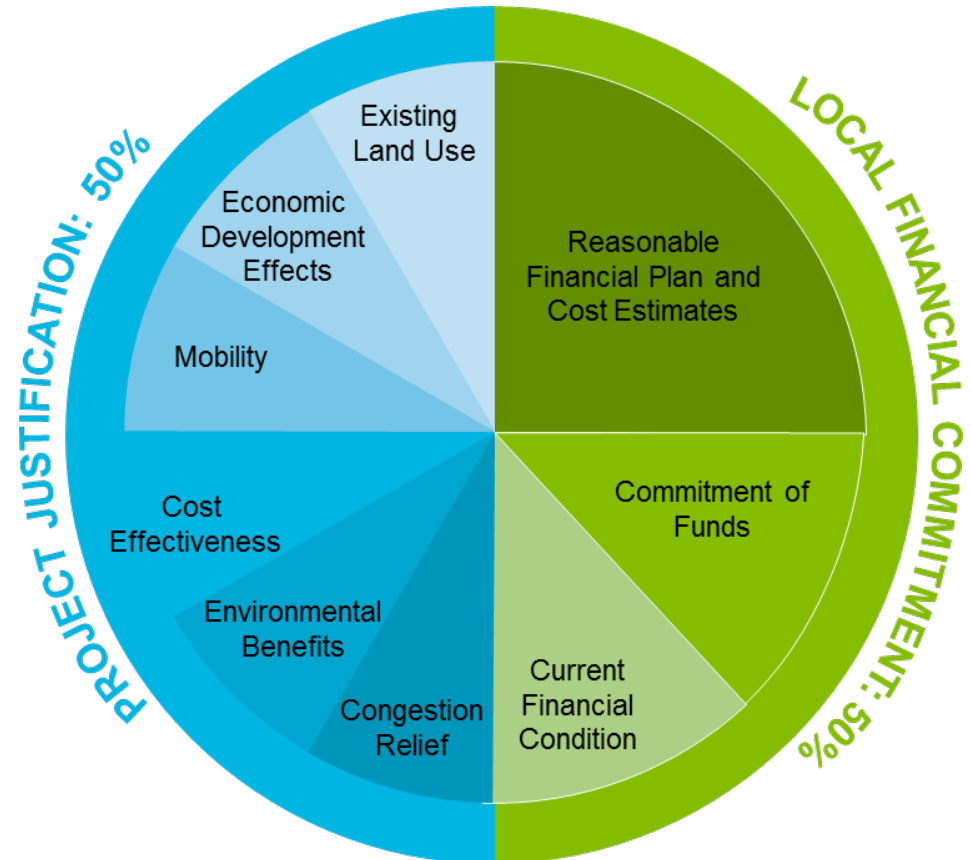 PROJECT JUSTIFICATION: 50%
LOCAL FINANCIAL COMMITMENT: 50%
Existing
Land Use
Economic
Development
Effects
Mobility
Cost
Effectiveness
Environmental
Benefits
Congestion
Relief
Reasonable
Financial Plan and
Cost Estimates
Commitment of
Funds
Current
Financial
Condition